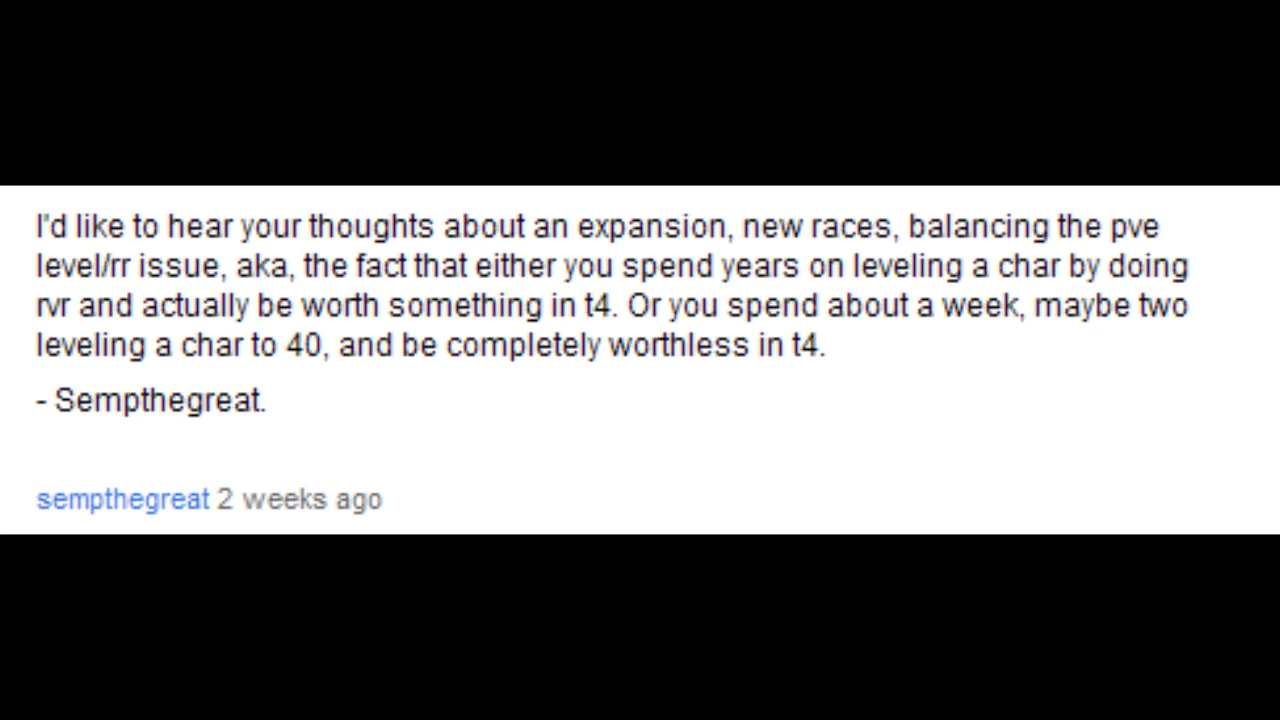 I'd like to hear your thoughts about an expansion, new races, balancing the pve
level/rr issue, aka, the fact that either you spend years on leveling a char by doing
rvr and actually be worth something in t4. Or you spend about a week, maybe two
leveling a char to 40, and be completely worthless in t4.
- Sempthegreat.
sempthegreat 2 weeks ago